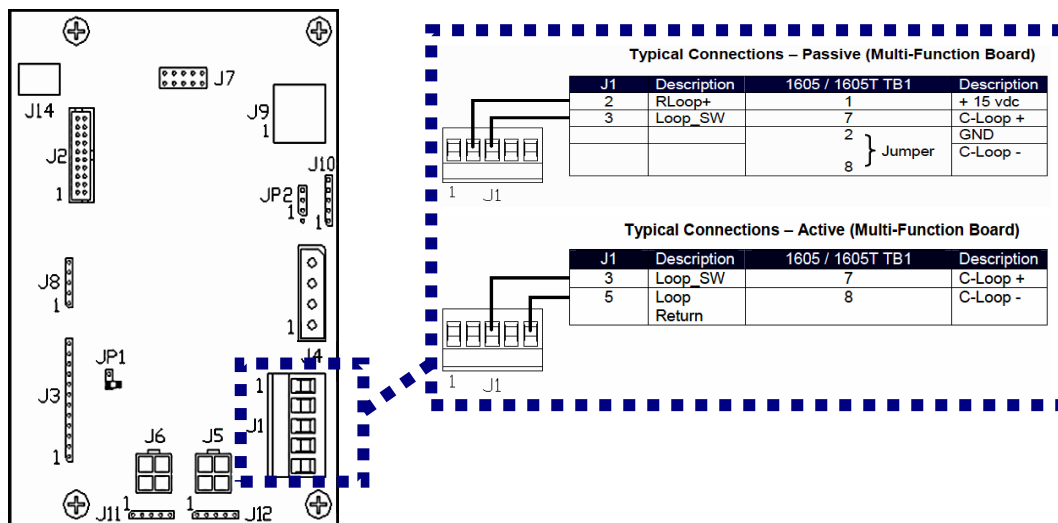 J14
J7
J9
1
J2
1
J10
JP2
1
1
J8
1
1
J4
JP1
J3
1
1
J1
J6
J5
1
1
J11
J12
Typical Connections – Passive (Multi-Function Board)
J1 Description 1605 / 1605T TB1 Description
2 RLoop+ 1 + 15 vdc
3 Loop_SW 7 C-Loop +
2 GND
Jumper C-Loop -
8
1 J1
Typical Connections – Active (Multi-Function Board)
J1 Description 1605 / 1605T TB1 Description
3 Loop_SW 7 C-Loop +
5 Loop 8 C-Loop -
Return
1 J1